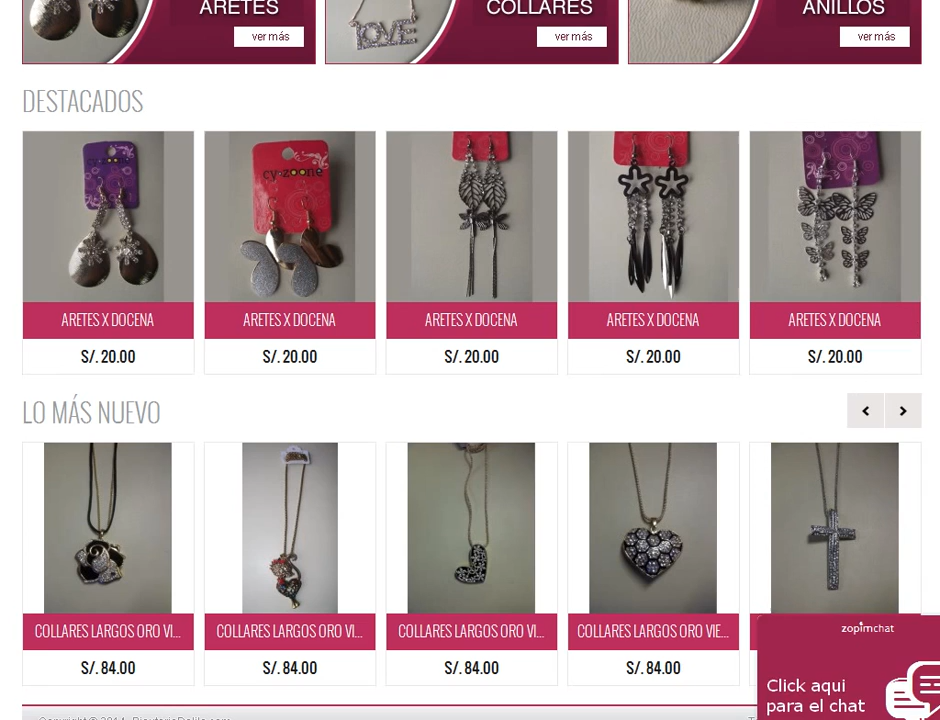 ARETES
COLLARES
ANILLOS
ver más
ver más
ver más
DESTACADOS
cy zoone
ARETES X DOCENA
ARETES X DOCENA
ARETES X DOCENA
ARETES X DOCENA
ARETES X DOCENA
S/. 20.00
S/. 20.00
S/. 20.00
S/. 20.00
S/. 20.00
LO MÁS NUEVO
COLLARES LARGOS ORO VI...
COLLARES LARGOS ORO VI...
COLLARES LARGOS ORO VI...
COLLARES LARGOS ORO VIE...
S/. 84.00
S/. 84.00
S/. 84.00
S/. 84.00
zopimchat
Click aqui
para el chat